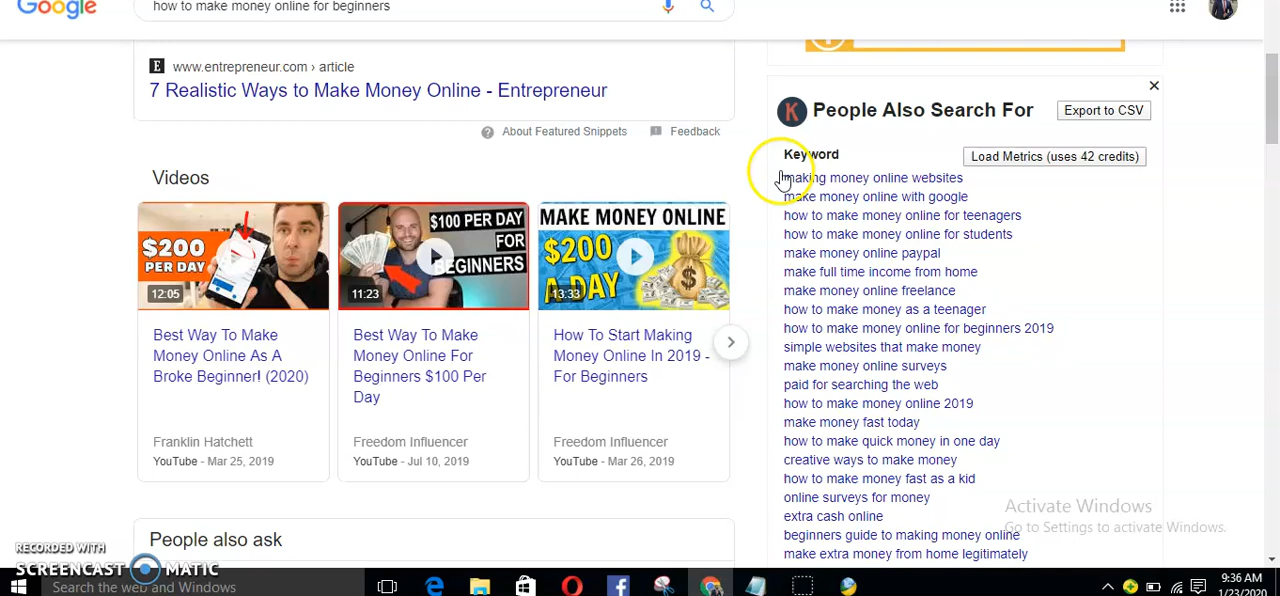 Google
how to make money online for beginners
E www.entrepreneur.com › article
7 Realistic Ways to Make Money Online - Entrepreneur
About Featured Snippets
Feedback
Videos
$200
PER DAY
12:05
Best Way To Make
Money Online As A
Broke Beginner! (2020)
Franklin Hatchett
YouTube - Mar 25, 2019
$100 PER DAY
FOR
BEGINNERS
11:23
Best Way To Make
Money Online For
Beginners $100 Per
Day
Freedom Influencer
YouTube - Jul 10, 2019
MAKE MONEY ONLINE
$200
A DAY
$
13:33
How To Start Making
Money Online In 2019 -
For Beginners
Freedom Influencer
YouTube - Mar 26, 2019
People also ask
K People Also Search For
Export to CSV
Keyword
Load Metrics (uses 42 credits)
making money online websites
make money online with google
how to make money online for teenagers
how to make money online for students
make money online paypal
make full time income from home
make money online freelance
how to make money as a teenager
how to make money online for beginners 2019
simple websites that make money
make money online surveys
paid for searching the web
how to make money online 2019
make money fast today
how to make quick money in one day
creative ways to make money
how to make money fast as a kid
online surveys for money
extra cash online
beginners guide to making money online
make extra money from home legitimately
Activate Windows
Go to Settings to activate Windows.
RECORDED WITH
SCREENCAST MATIC
Search the web and Windows
9:36 AM
1/23/2020